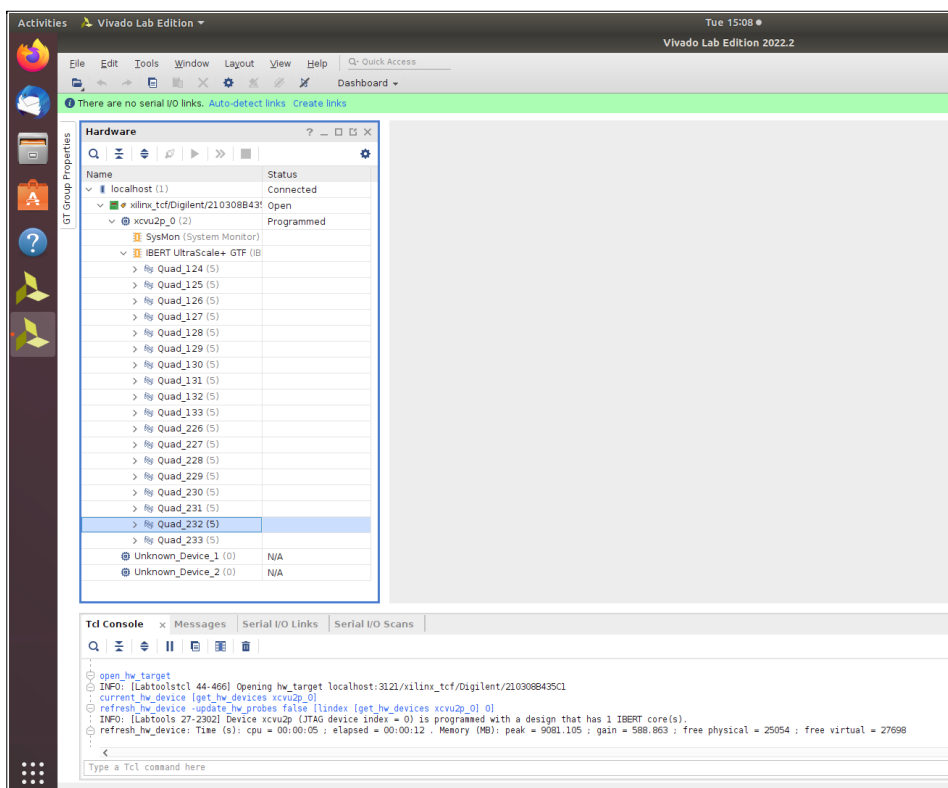 Activities Vivado Lab Edition Tue 15:08
Vivado Lab Edition 2022.2
File Edit Tools Window Layout View Help Q- Quick Access
Dashboard
There are no serial I/O links. Auto-detect links Create links
GT Group Properties
Hardware ? _
Name Status
localhost (1) Connected
xilinx_tcf/Digilent/210308B435 Open
xcvu2p_0 (2) Programmed
SysMon (System Monitor)
IBERT UltraScale+ GTF (IB
Quad_124 (5)
Quad_125 (5)
Quad_126 (5)
Quad_127 (5)
Quad_128 (5)
Quad_129 (5)
Quad_130 (5)
Quad_131 (5)
Quad_132 (5)
Quad_133 (5)
Quad_226 (5)
Quad_227 (5)
Quad_228 (5)
Quad_229 (5)
Quad_230 (5)
Quad_231 (5)
Quad_232 (5)
Quad_233 (5)
Unknown_Device_1 (0) N/A
Unknown_Device_2 (0) N/A
Tcl Console x Messages Serial I/O Links Serial I/O Scans
open_hw_target
INFO: [Labtoolstcl 44-466] Opening hw_target localhost:3121/xilinx_tcf/Digilent/210308B435C1
current_hw_device [get_hw_devices xcvu2p_0]
refresh_hw_device -update_hw_probes false [lindex [get_hw_devices xcvu2p_0] 0]
INFO: [Labtools 27-2302] Device xcvu2p (JTAG device index = 0) is programmed with a design that has 1 IBERT core(s).
refresh_hw_device: Time (s): cpu = 00:00:05 ; elapsed = 00:00:12 . Memory (MB): peak = 9081.105 ; gain = 588.863 ; free physical = 25054 ; free virtual = 27698
Type a Tcl command here